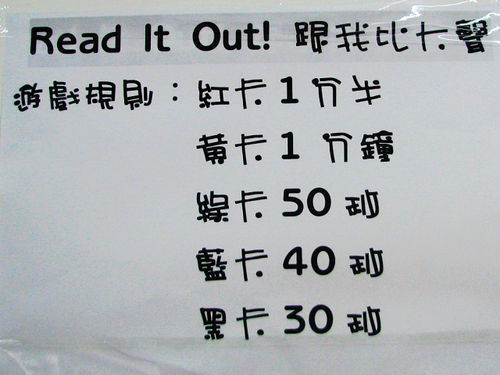 Read It Out! 跟我比大聲
遊戲規則：紅卡 1 分半
黃卡 1 分鐘
綠卡 50 秒
藍卡 40 秒
黑卡 30 秒